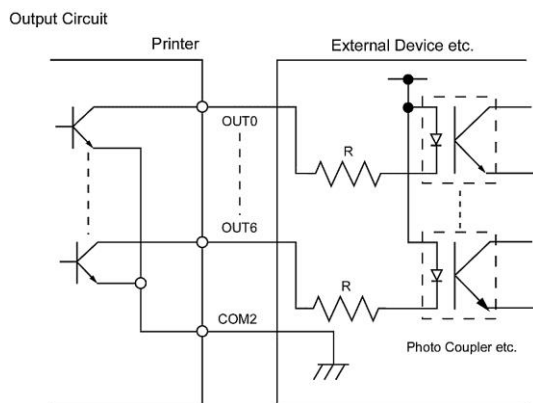 Output Circuit
Printer
External Device etc.
OUT0
R
OUT6
R
COM2
Photo Coupler etc.